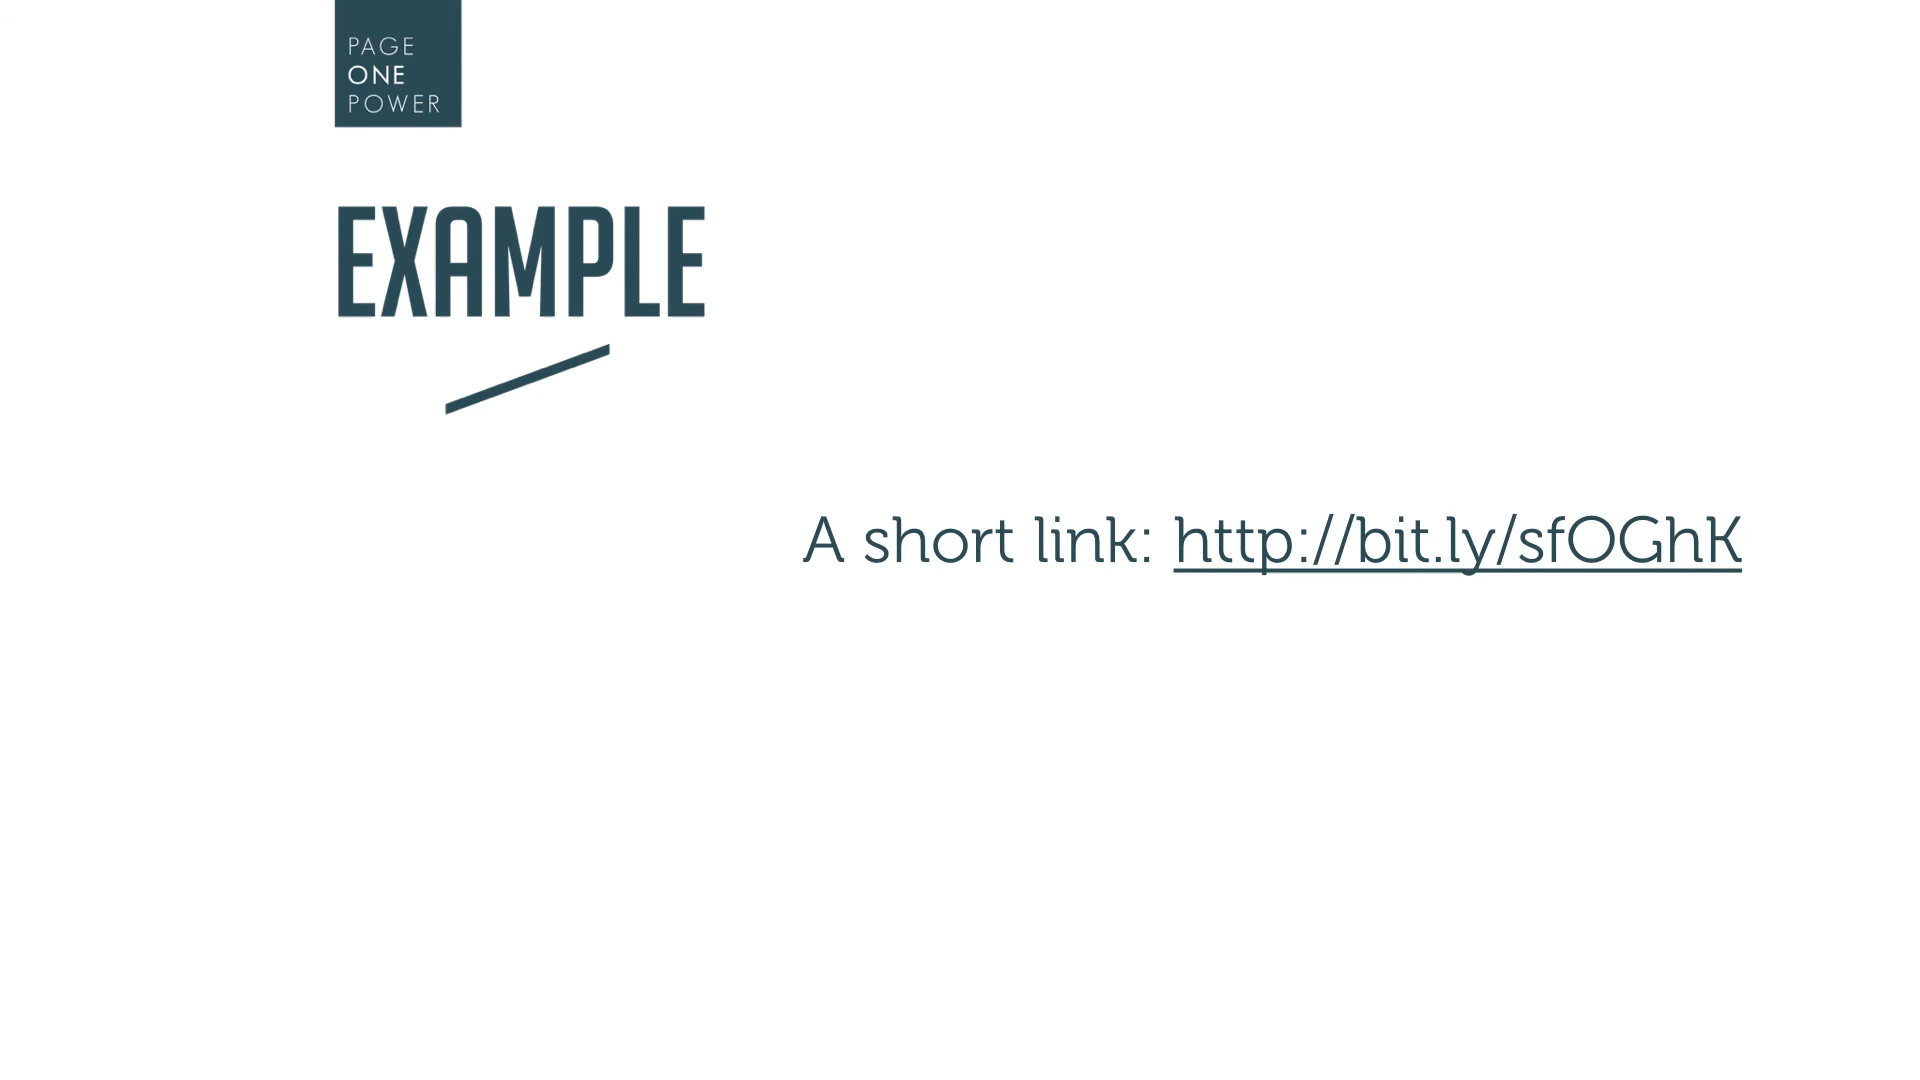 PAGE
ONE
POWER
EXAMPLE
A short link: http://bit.ly/sfOGhK